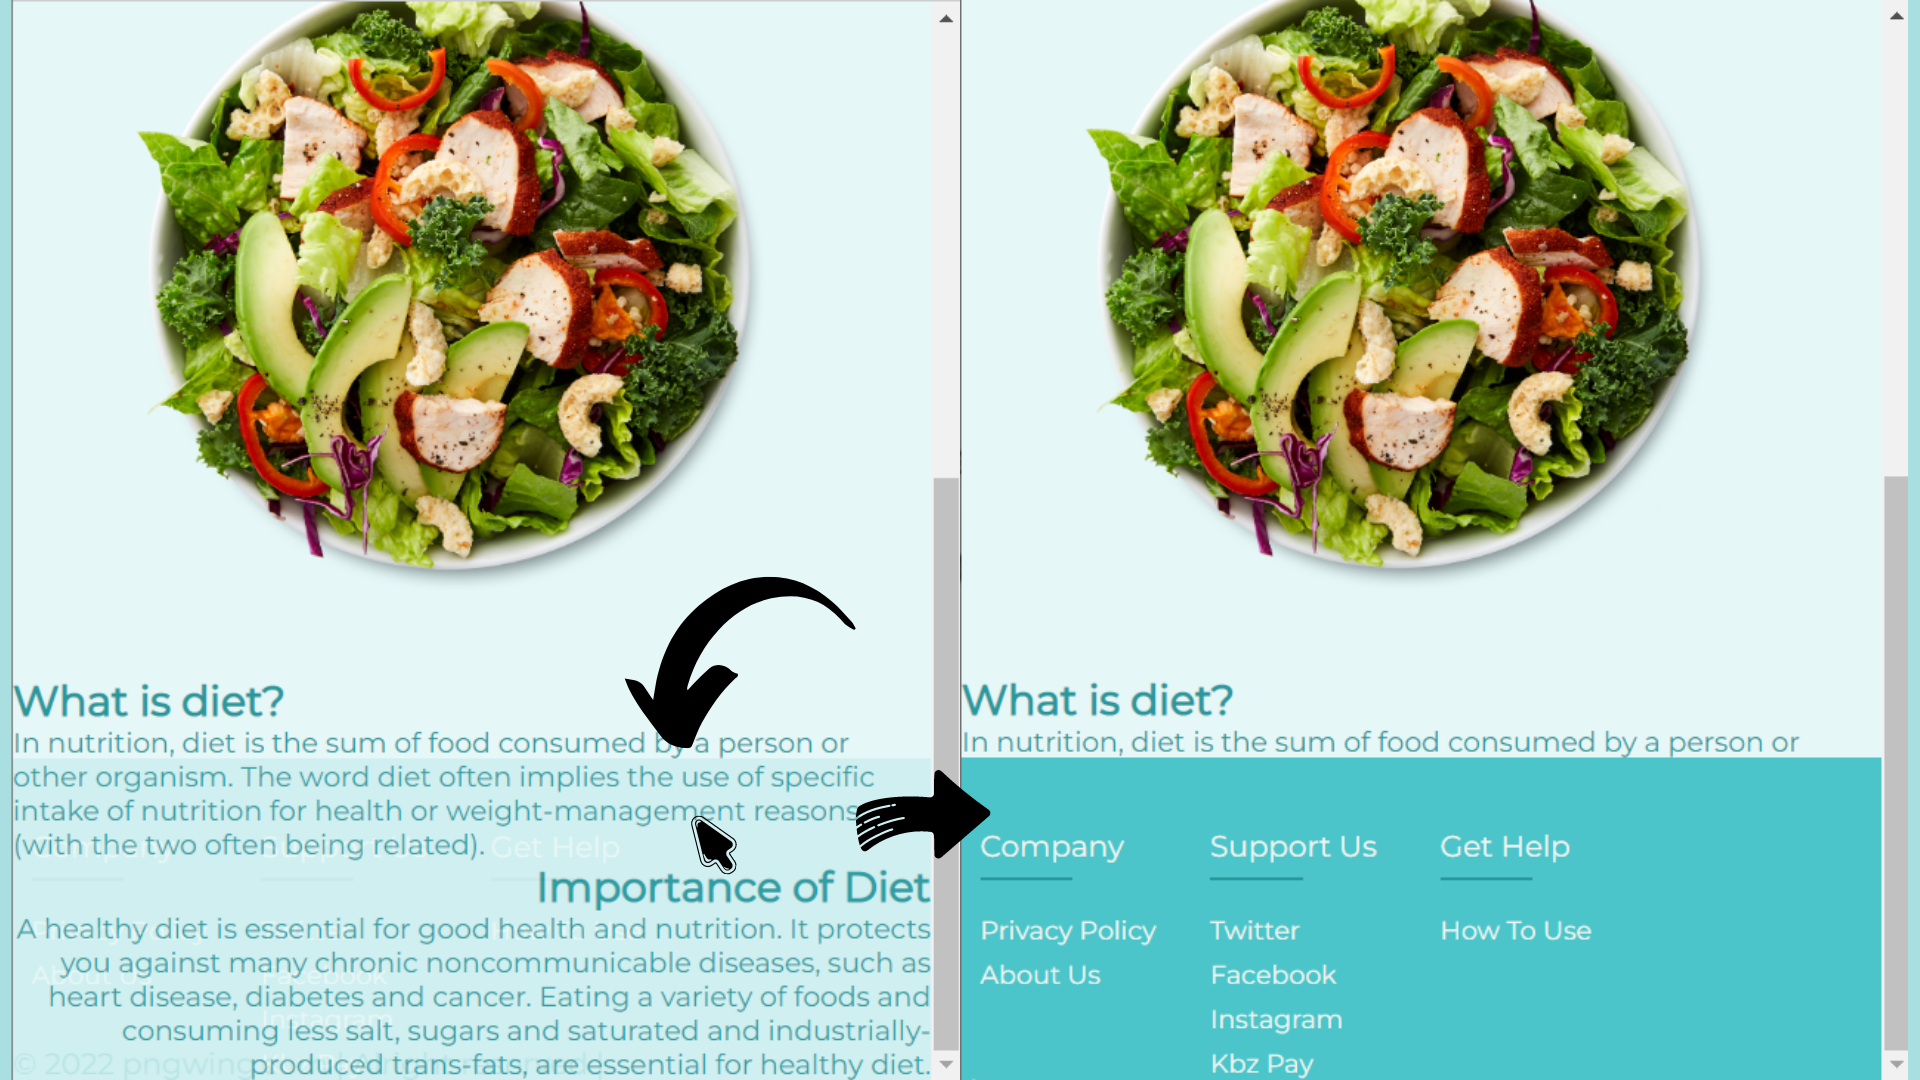 What is diet?
In nutrition, diet is the sum of food consumed by a person or
other organism. The word diet often implies the use of specific
intake of nutrition for health or weight-management reasons
(with the two often being related).
Get Help
Importance of Diet
A healthy diet is essential for good health and nutrition. It protects
you against many chronic noncommunicable diseases, such as
heart disease, diabetes and cancer. Eating a variety of foods and
consuming less salt, sugars and saturated and industrially-
produced trans-fats, are essential for healthy diet.
Facebook
Instagram
© 2022 pngwing
What is diet?
In nutrition, diet is the sum of food consumed by a person or
Company
Support Us
Get Help
Privacy Policy
Twitter
How To Use
About Us
Facebook
Instagram
Kbz Pay